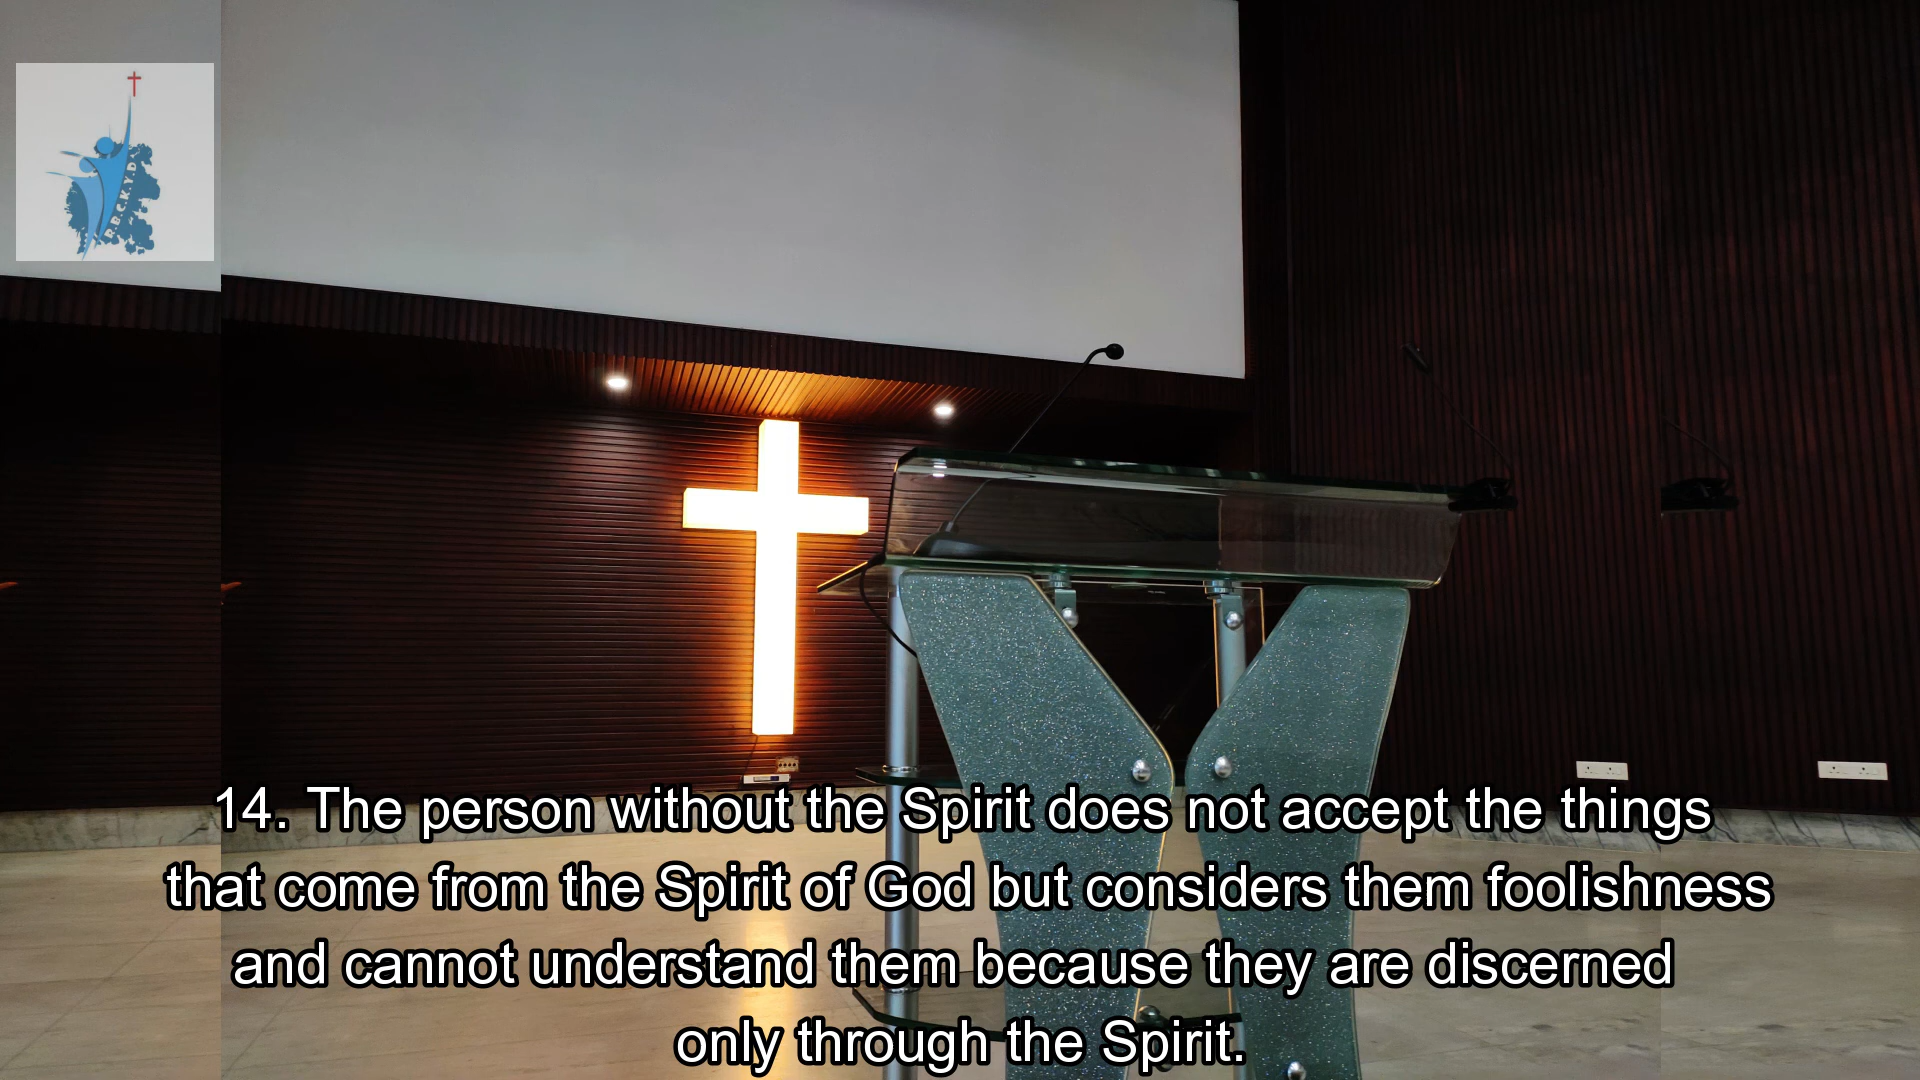 14. The person without the Spirit does not accept the things
that come from the Spirit of God but considers them foolishness
and cannot understand them because they are discerned
only through the Spirit.